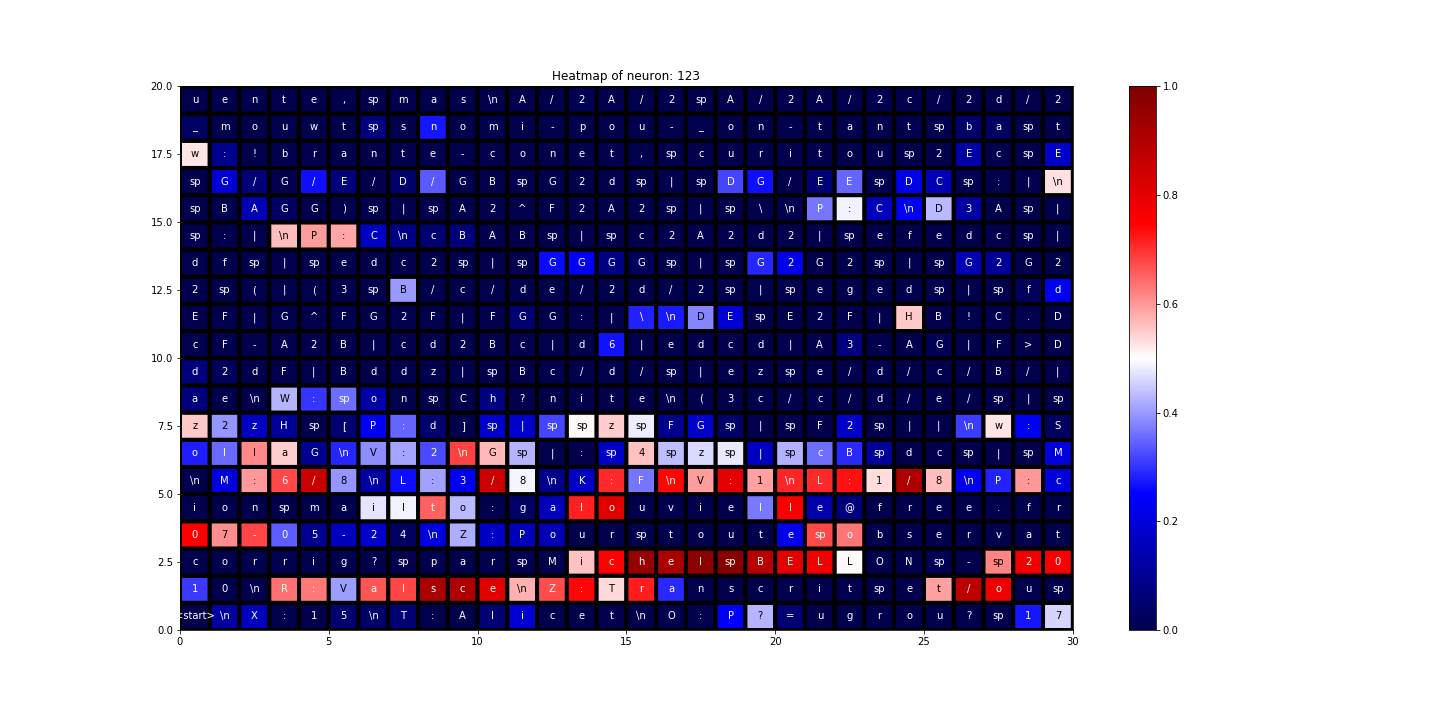 Heatmap of neuron: 123
20.0 u e n t e , sp m a s \n A / 2 A / 2 sp A / 2 A / 2 c / 2 d / 2 1.0
_ m o u w t sp s n o m i - p o u - _ o n - t a n t sp b a sp t
17.5 w : ! b r a n t e - c o n e t , sp c u r i t o u sp 2 E c sp E
sp G / G / E / D / G B sp G 2 d sp | sp D G / E E sp D C sp : | \n
15.0 sp B A G G ) sp | sp A 2 ^ F 2 A 2 sp | sp \ \n P : C \n D 3 A sp | 0.8
sp : | \n P : C \n c B A B sp | sp c 2 A 2 d 2 | sp e f e d c sp |
d f sp | sp e d c 2 sp | sp G G G G sp | sp G 2 G 2 sp | sp G 2 G 2
12.5 2 sp ( | ( 3 sp B / c / d e / 2 d / 2 sp | sp e g e d sp | sp f d 0.6
E F | G ^ F G 2 F | F G G : | \ \n D E sp E 2 F | H B ! C . D
10.0 c F - A 2 B | c d 2 B c | d 6 | e d c d | A 3 - A G | F > D
d 2 d F | B d d z | sp B c / d / sp | e z sp e / d / c / B / |
a e \n W : sp o n sp C h ? n i t e \n ( 3 c / c / d / e / sp | sp 0.4
7.5 z 2 z H sp [ P : d ] sp | sp sp z sp F G sp | sp F 2 sp | | \n w : S
o l l a G \n V : 2 \n G sp | : sp 4 sp z sp | sp c B sp d c sp | sp M
5.0 \n M : 6 / 8 \n L : 3 / 8 \n K : F \n V : 1 \n L : 1 / 8 \n P : c
i o n sp m a i l t o : g a l o u v i e l l e @ f r e e . f r 0.2
0 7 - 0 5 - 2 4 \n Z : P o u r sp t o u t e sp o b s e r v a t
2.5 c o r r i g ? sp p a r sp M i c h e l sp B E L L O N sp - sp 2 0
1 0 \n R : V a l s c e \n Z : T r a n s c r i t sp e t / o u sp
0.0 <start> \n X : 1 5 \n T : A l i c e t \n O : P ? = u g r o u ? sp 1 7 0.0
0 5 10 15 20 25 30